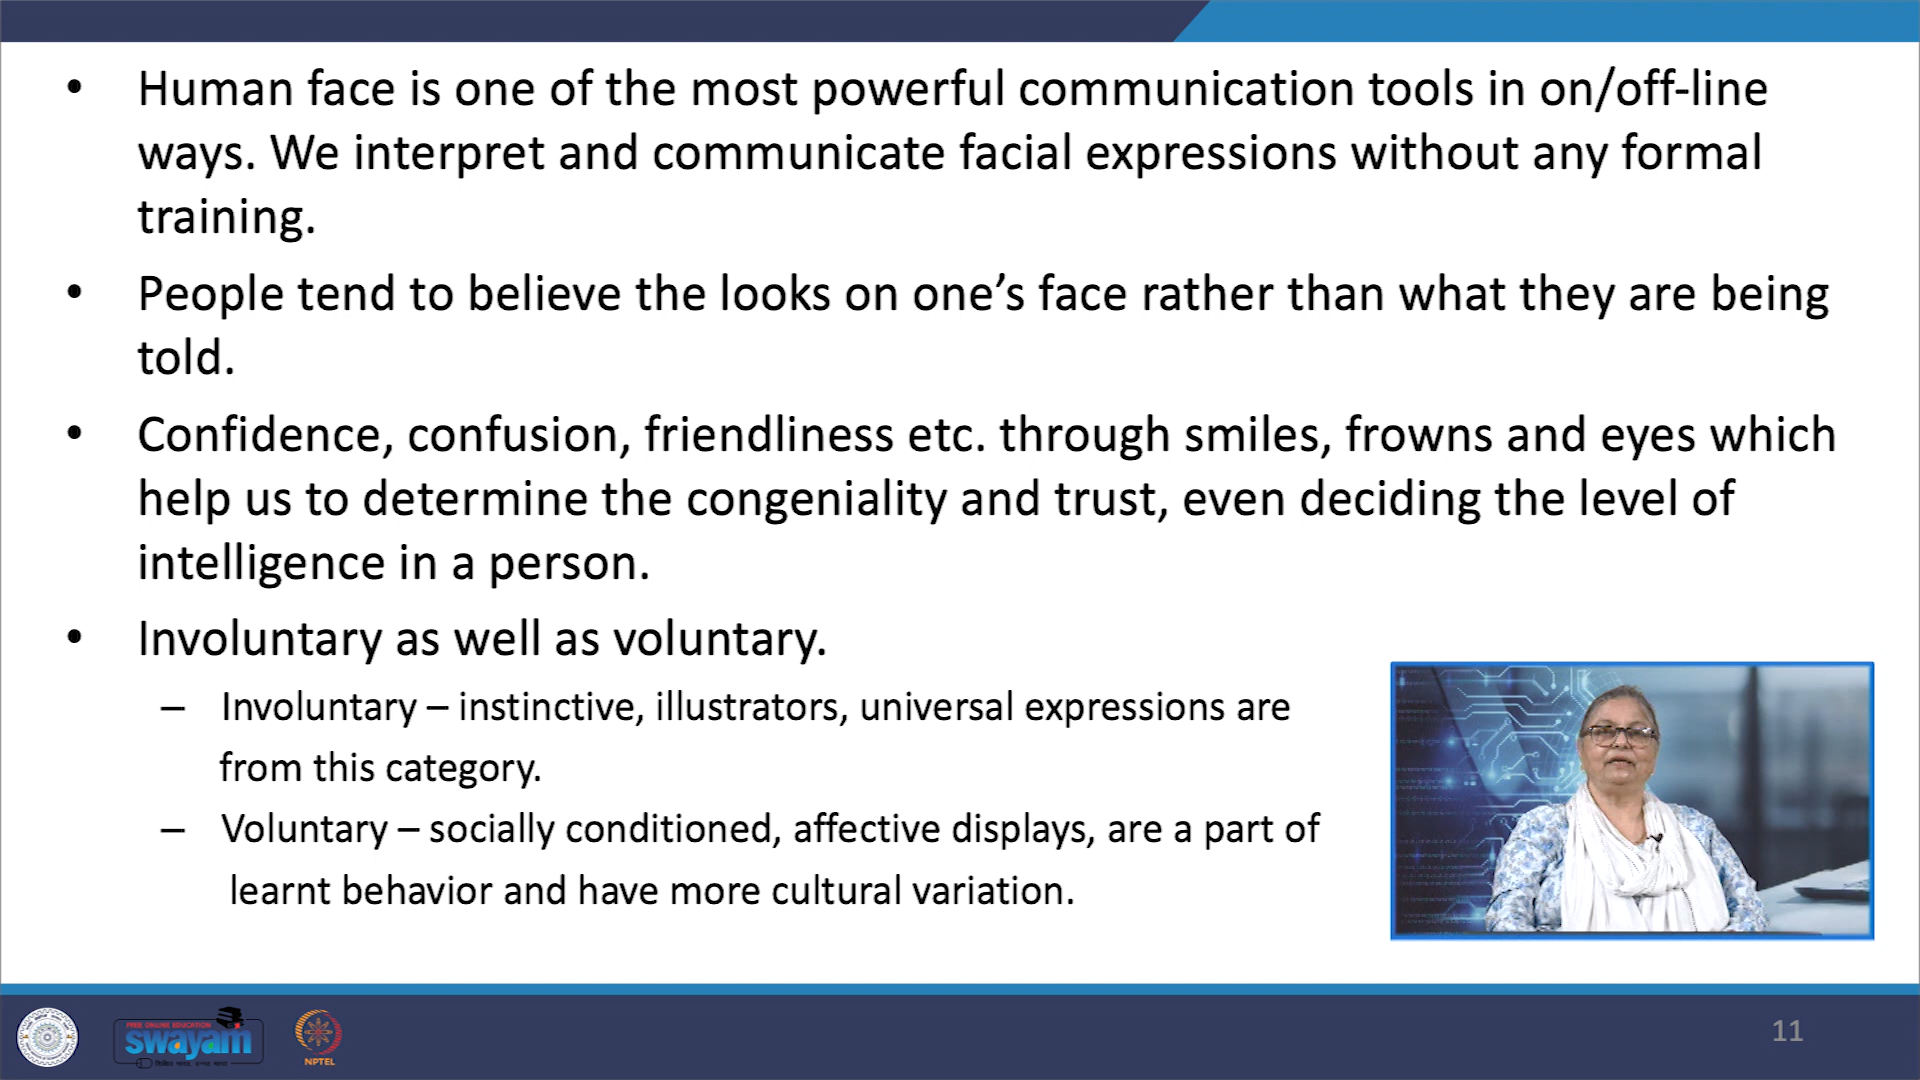 • Human face is one of the most powerful communication tools in on/off-line
ways. We interpret and communicate facial expressions without any formal
training.
• People tend to believe the looks on one’s face rather than what they are being
told.
• Confidence, confusion, friendliness etc. through smiles, frowns and eyes which
help us to determine the congeniality and trust, even deciding the level of
intelligence in a person.
• Involuntary as well as voluntary.
– Involuntary – instinctive, illustrators, universal expressions are
from this category.
– Voluntary – socially conditioned, affective displays, are a part of
learnt behavior and have more cultural variation.
FREE ONLINE EDUCATION
swayam
NPTEL
11